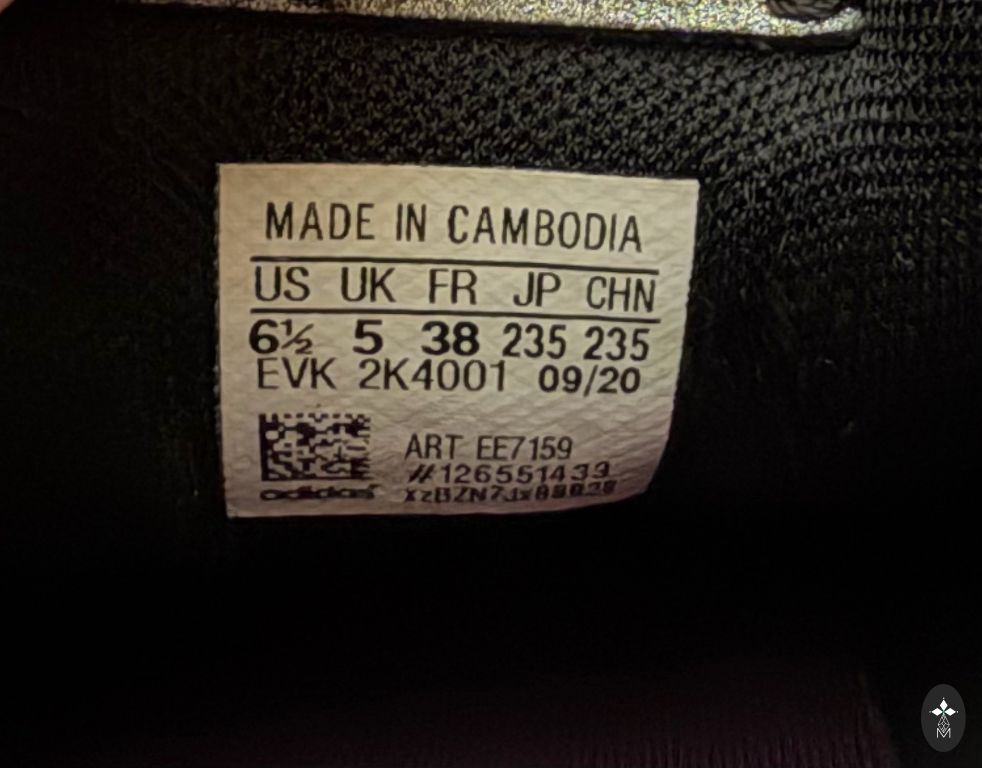 MADE IN CAMBODIA
US UK FR JP CHN
6½ 5 38 235 235
EVK 2K4001 09/20
ART EE7159
#126551439
adidas
M